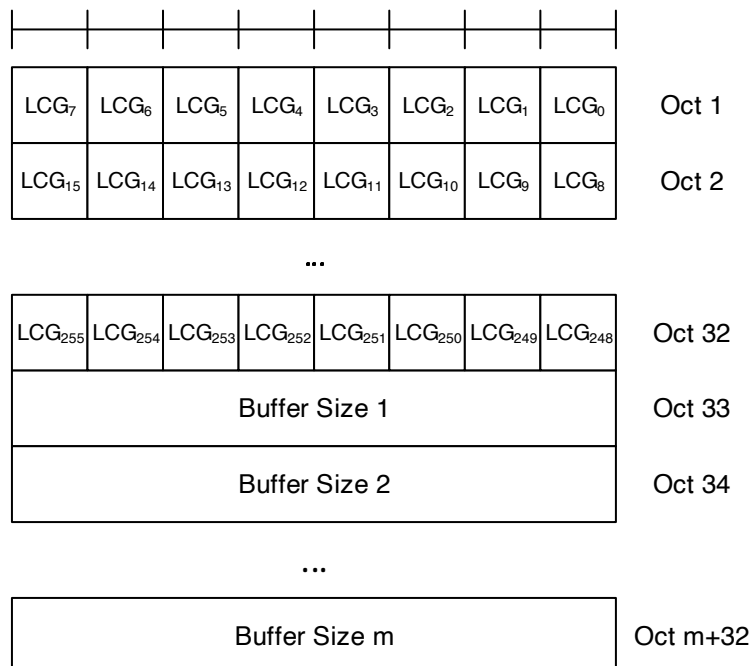 LCG₇ LCG₆ LCG₅ LCG₄ LCG₃ LCG₂ LCG₁ LCG₀ Oct 1
LCG₁₅ LCG₁₄ LCG₁₃ LCG₁₂ LCG₁₁ LCG₁₀ LCG₉ LCG₈ Oct 2
...
LCG₂₅₅ LCG₂₅₄ LCG₂₅₃ LCG₂₅₂ LCG₂₅₁ LCG₂₅₀ LCG₂₄₉ LCG₂₄₈ Oct 32
Buffer Size 1 Oct 33
Buffer Size 2 Oct 34
...
Buffer Size m Oct m+32